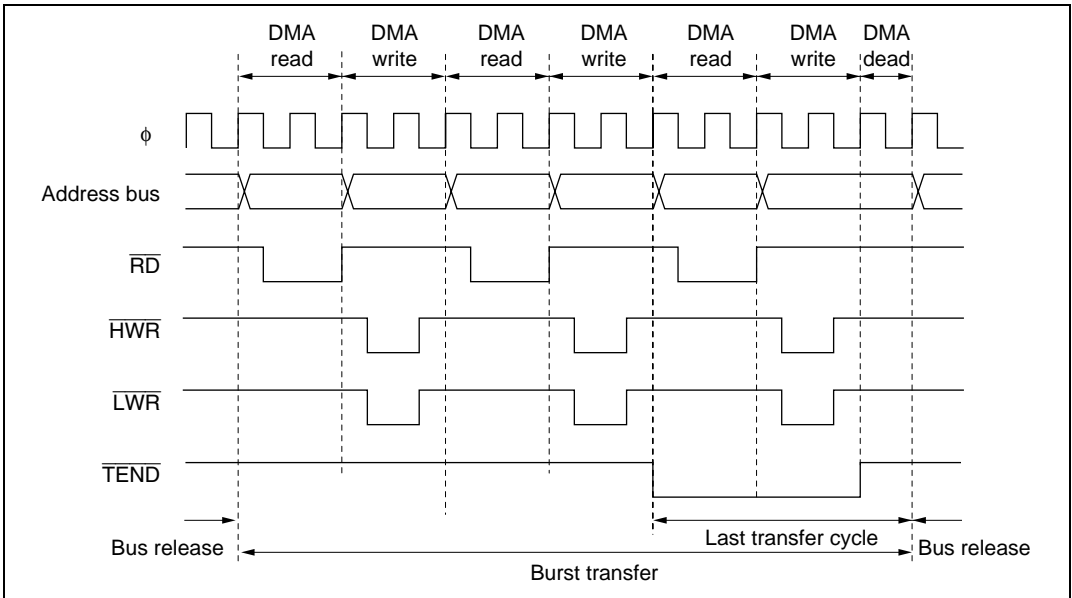 DMA read
DMA write
DMA read
DMA write
DMA read
DMA write
DMA dead
φ
Address bus
RD
HWR
LWR
TEND
Bus release
Last transfer cycle
Bus release
Burst transfer